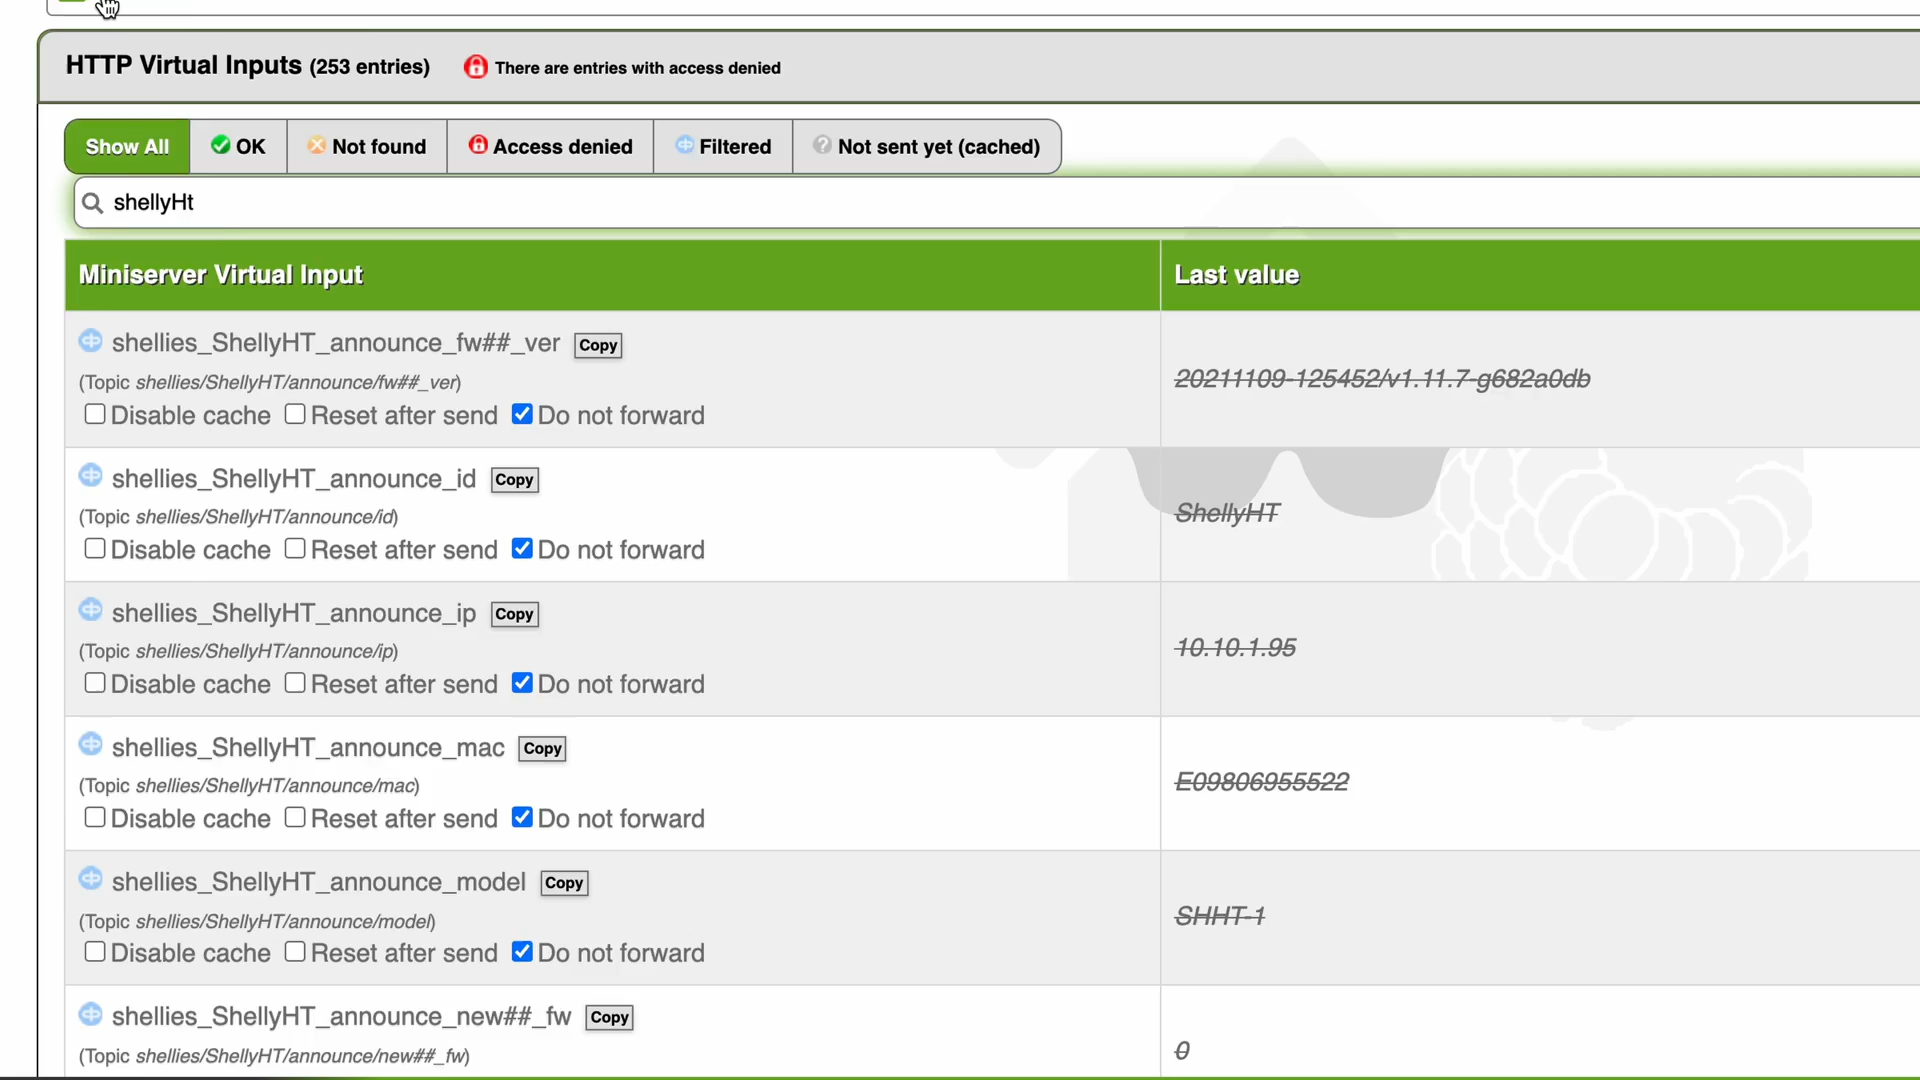 HTTP Virtual Inputs (253 entries) There are entries with access denied
Show All OK Not found Access denied Filtered Not sent yet (cached)
shellyHt
Miniserver Virtual Input Last value
shellies_ShellyHT_announce_fw##_ver Copy
(Topic shellies/ShellyHT/announce/fw##_ver)
20211109-125452/v1.11.7-g682a0db
Disable cache Reset after send Do not forward
shellies_ShellyHT_announce_id Copy
(Topic shellies/ShellyHT/announce/id)
ShellyHT
Disable cache Reset after send Do not forward
shellies_ShellyHT_announce_ip Copy
(Topic shellies/ShellyHT/announce/ip)
10.10.1.95
Disable cache Reset after send Do not forward
shellies_ShellyHT_announce_mac Copy
(Topic shellies/ShellyHT/announce/mac)
E09806955522
Disable cache Reset after send Do not forward
shellies_ShellyHT_announce_model Copy
(Topic shellies/ShellyHT/announce/model)
SHHT-1
Disable cache Reset after send Do not forward
shellies_ShellyHT_announce_new##_fw Copy
(Topic shellies/ShellyHT/announce/new##_fw)
0